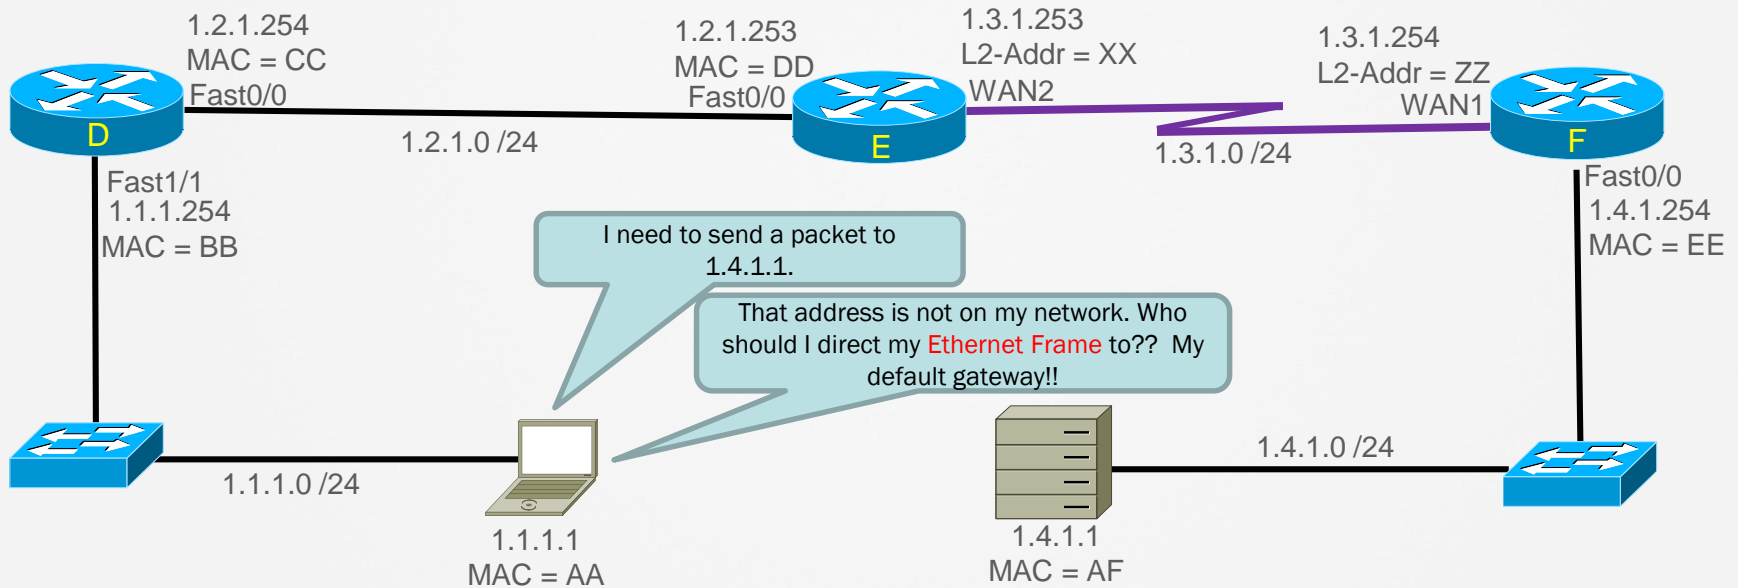 1.2.1.254
MAC = CC
Fast0/0
1.2.1.253
MAC = DD
Fast0/0
1.3.1.253
L2-Addr = XX
WAN2
1.3.1.254
L2-Addr = ZZ
WAN1
D
1.2.1.0 /24
E
1.3.1.0 /24
F
Fast1/1
1.1.1.254
MAC = BB
Fast0/0
1.4.1.254
MAC = EE
I need to send a packet to
1.4.1.1.
That address is not on my network. Who
should I direct my Ethernet Frame to?? My
default gateway!!
1.1.1.0 /24
1.4.1.0 /24
1.1.1.1
MAC = AA
1.4.1.1
MAC = AF